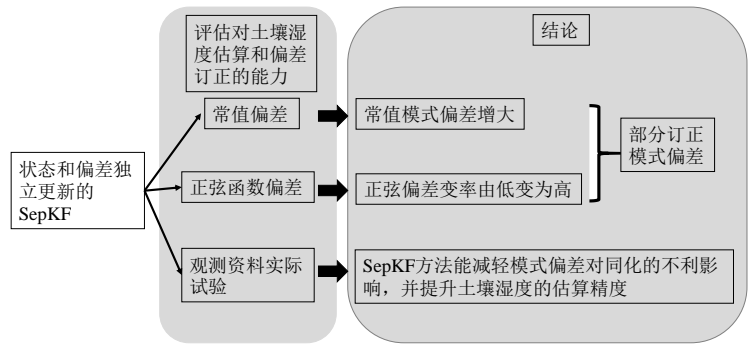 状态和偏差独
立更新的
SepKF
评估对土壤湿
度估算和偏差
订正的能力
常值偏差
正弦函数偏差
观测资料实际
试验
结论
常值模式偏差增大
正弦偏差变率由低变为高
部分订正
模式偏差
SepKF方法能减轻模式偏差对同化的不利影
响，并提升土壤湿度的估算精度